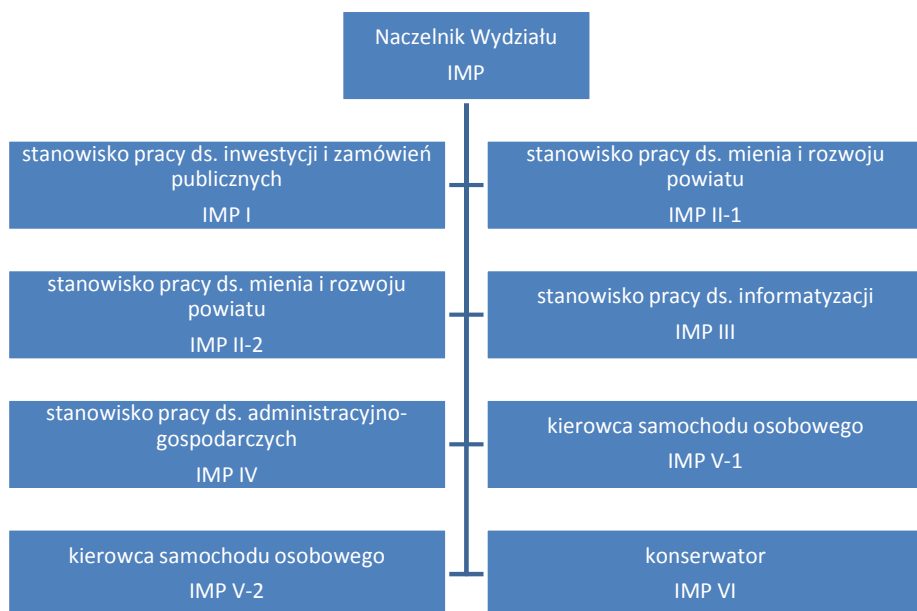 Naczelnik Wydziału
IMP
stanowisko pracy ds. inwestycji i zamówień
publicznych
IMP I
stanowisko pracy ds. mienia i rozwoju
powiatu
IMP II-1
stanowisko pracy ds. mienia i rozwoju
powiatu
IMP II-2
stanowisko pracy ds. informatyzacji
IMP III
stanowisko pracy ds. administracyjno-
gospodarczych
IMP IV
kierowca samochodu osobowego
IMP V-1
kierowca samochodu osobowego
IMP V-2
konserwator
IMP VI